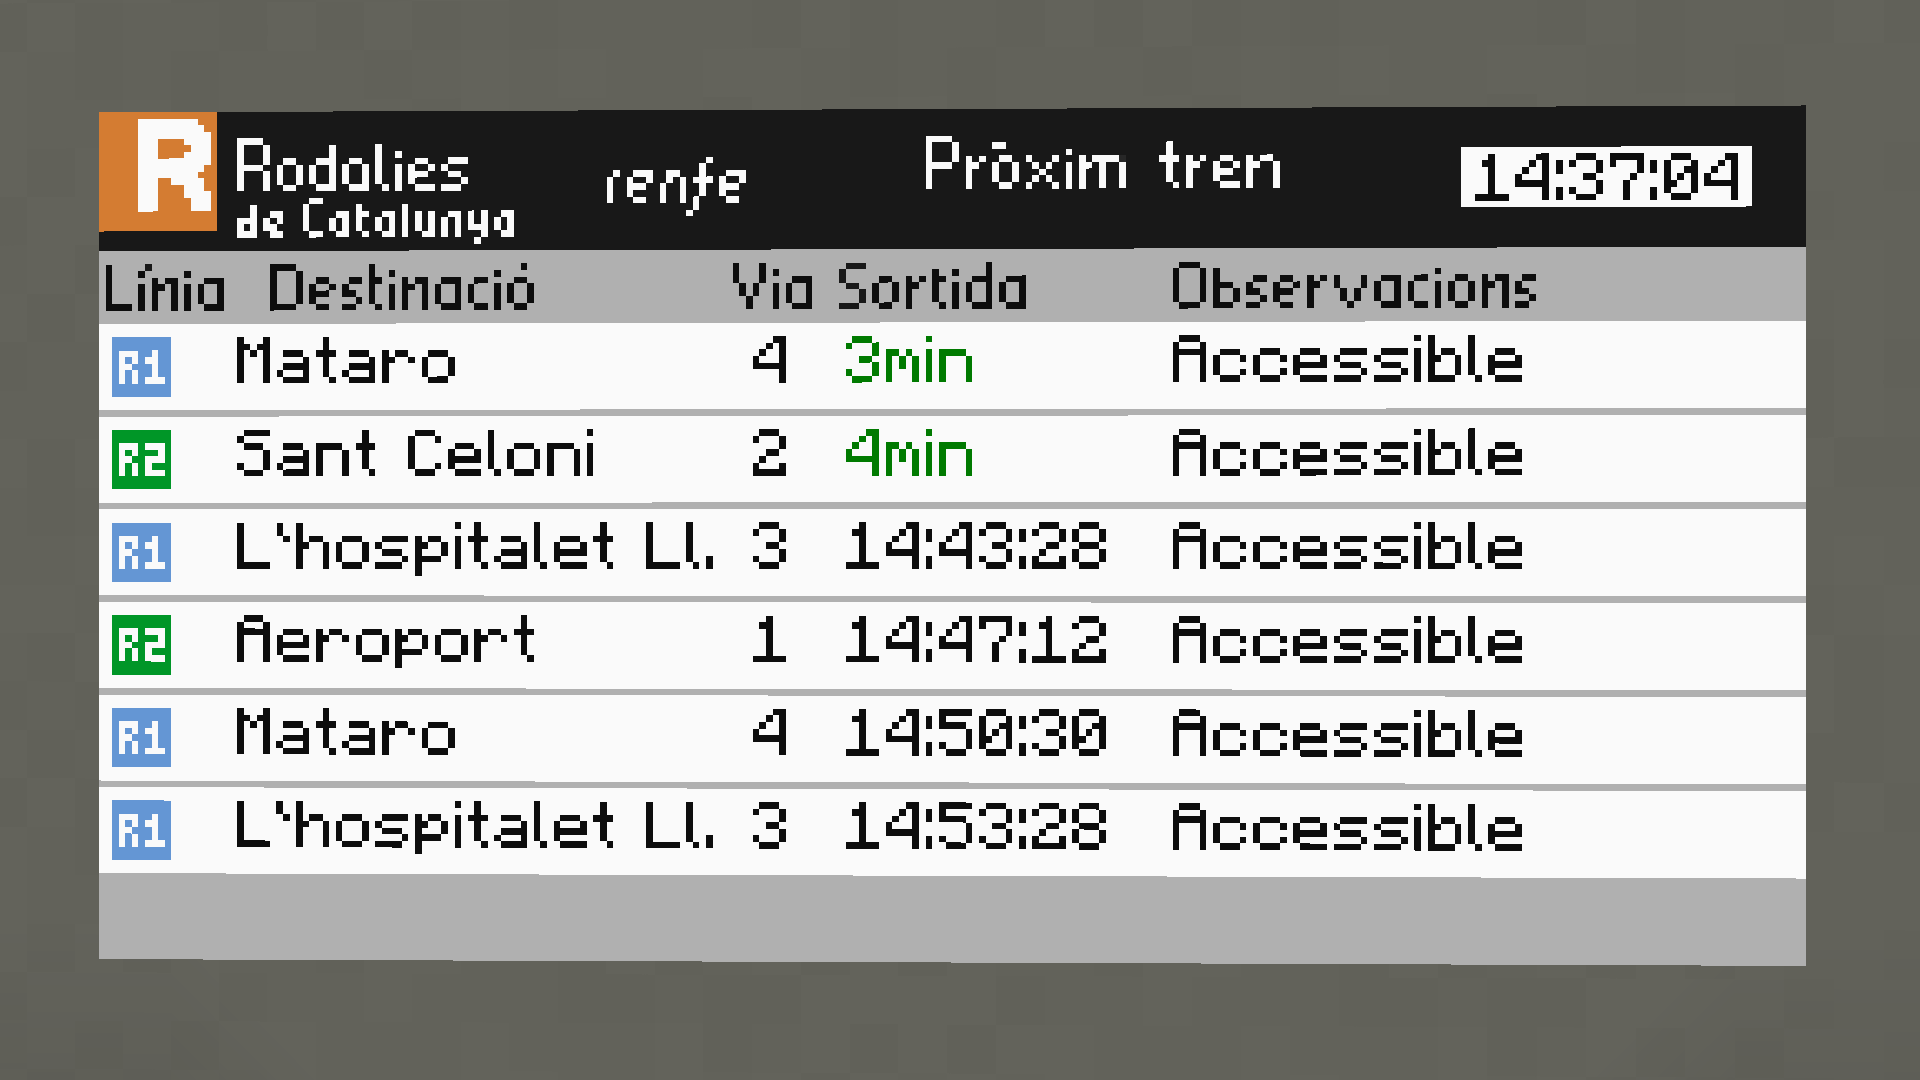 R Rodalies de Catalunya renfe Pròxim tren 14:37:04
Línia Destinació Via Sortida Observacions
R1 Mataro 4 3min Accessible
R2 Sant Celoni 2 4min Accessible
R1 L'hospitalet Ll. 3 14:43:28 Accessible
R2 Aeroport 1 14:47:12 Accessible
R1 Mataro 4 14:50:30 Accessible
R1 L'hospitalet Ll. 3 14:53:28 Accessible